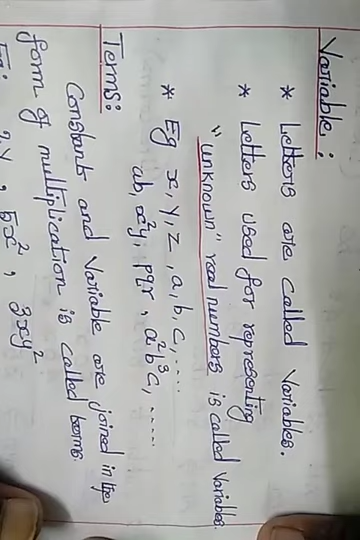 Variable :
* Letters are called Variables.
* Letters used for representing
"unknown" real numbers is called Variables.
* Eg x, y, z, a, b, c, .....
ab, x²y, pqr, a²b³c, .....
Terms:
Constants and Variable are joined in the
form of multiplication is called terms.
2y, 5x², 3xy²